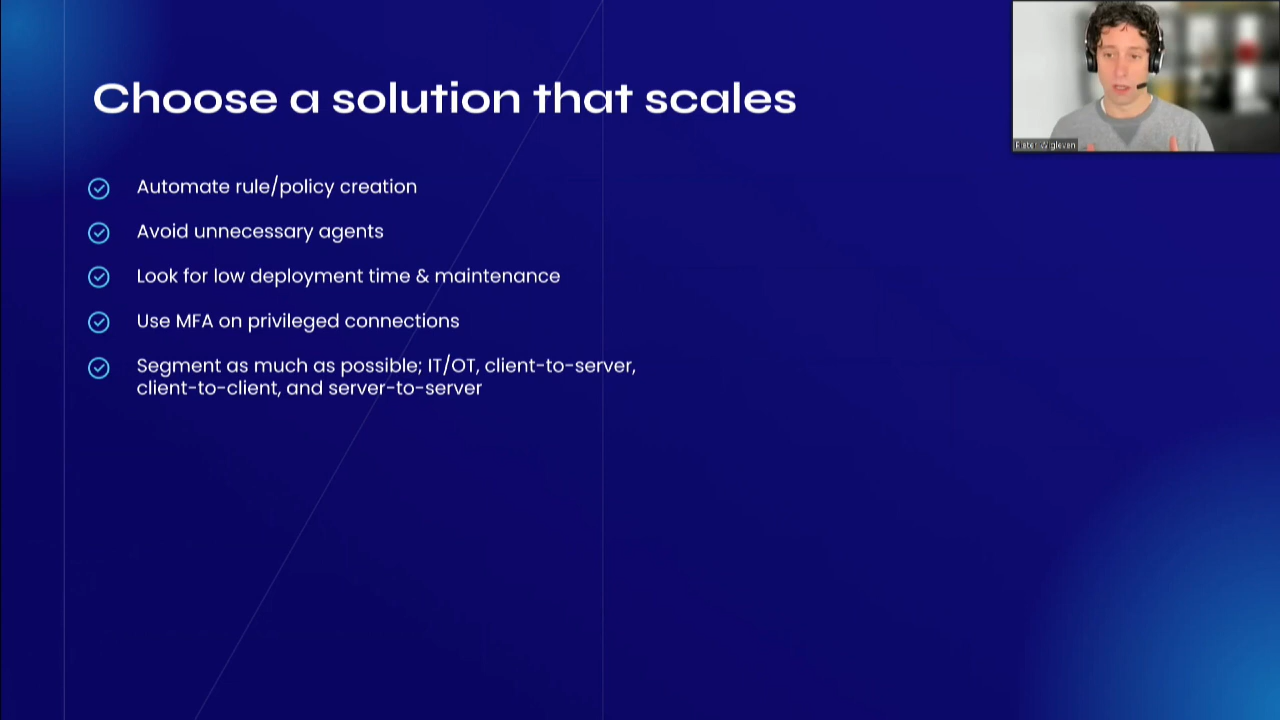 Choose a solution that scales
Automate rule/policy creation
Avoid unnecessary agents
Look for low deployment time & maintenance
Use MFA on privileged connections
Segment as much as possible; IT/OT, client-to-server,
client-to-client, and server-to-server